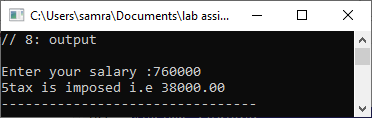 C:\Users\samra\Documents\lab assi...
// 8: output
Enter your salary :760000
5tax is imposed i.e 38000.00
--------------------------------